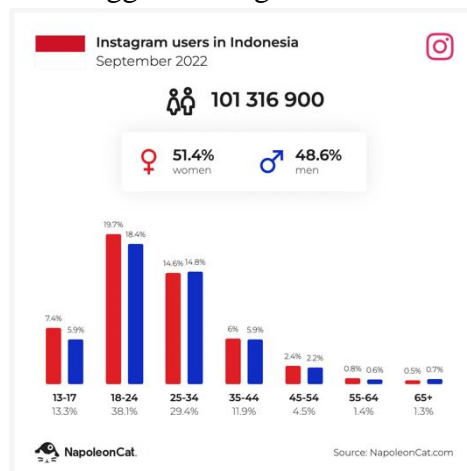 Instagram users in Indonesia
September 2022
101 316 900
51.4% 48.6%
women men
19.7% 18.4%
14.6% 14.8%
7.4% 5.9%
6% 5.9%
2.4% 2.2%
0.8% 0.6% 0.5% 0.7%
13-17 18-24 25-34 35-44 45-54 55-64 65+
13.3% 38.1% 29.4% 11.9% 4.5% 1.4% 1.3%
NapoleonCat. Source: NapoleonCat.com